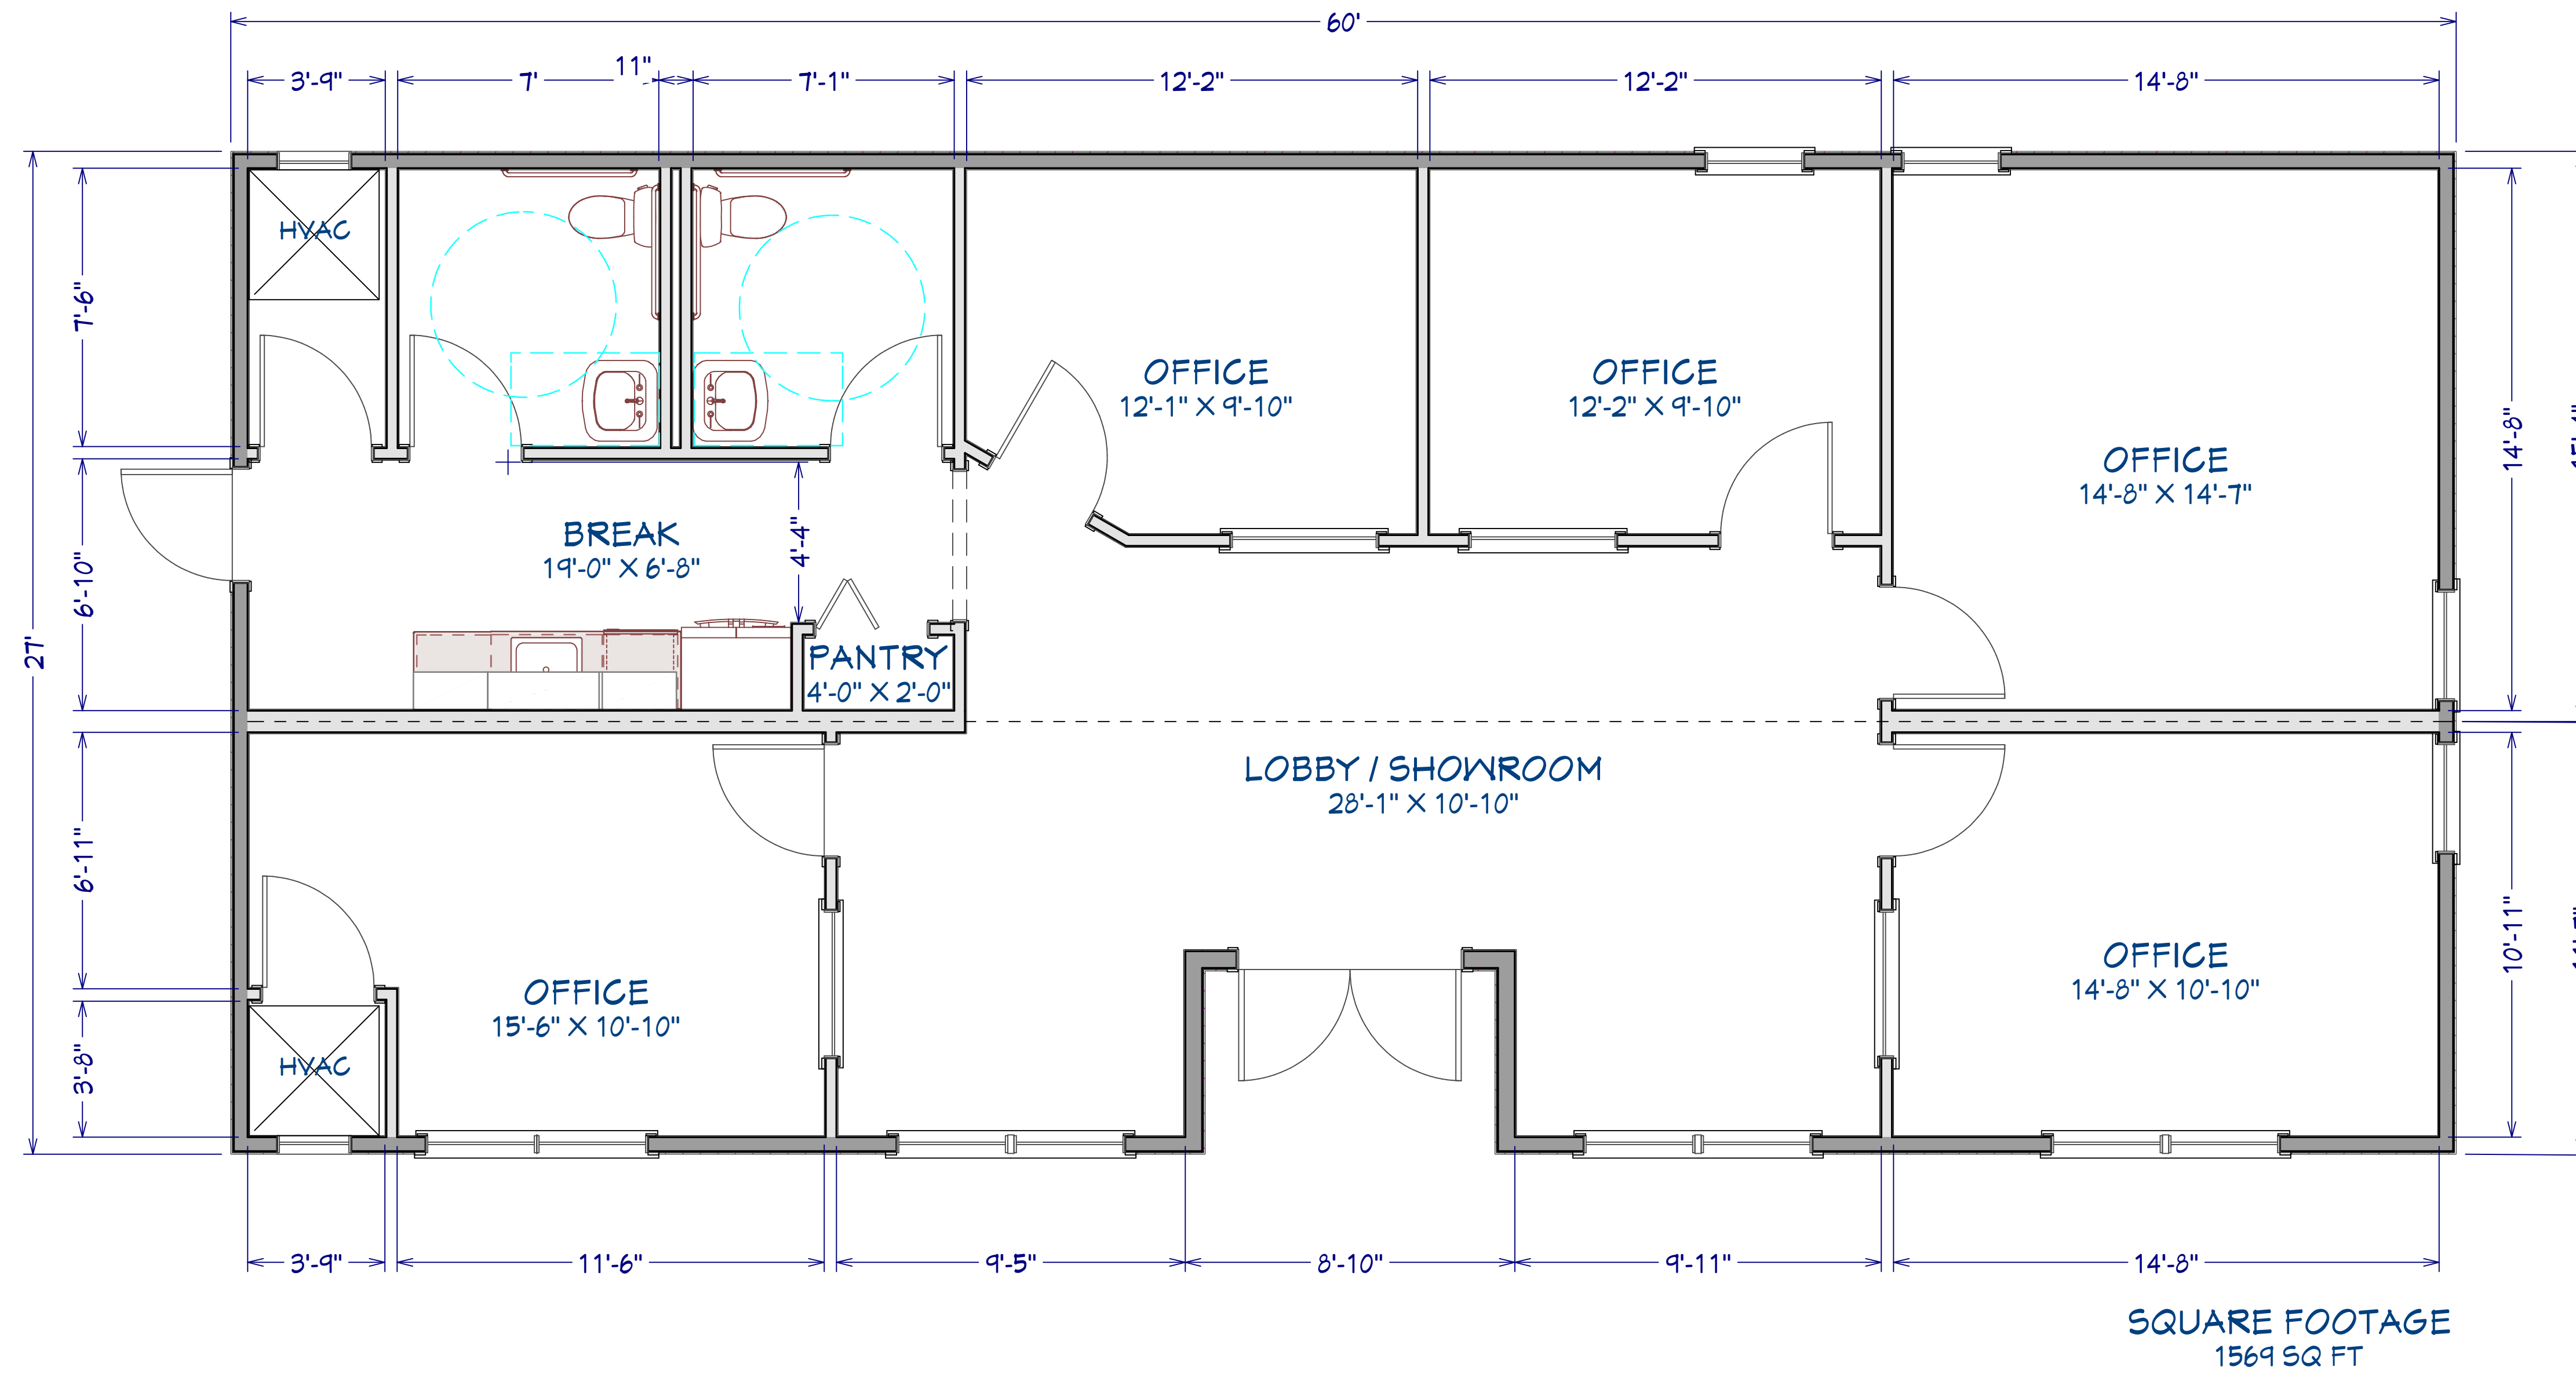 60'
3'-9"
7'
11"
7'-1"
12'-2"
12'-2"
14'-8"
27'
7'-6"
6'-10"
6'-11"
3'-8"
HVAC
OFFICE
12'-1" X 9'-10"
OFFICE
12'-2" X 9'-10"
OFFICE
14'-8" X 14'-7"
14'-8"
BREAK
19'-0" X 6'-8"
4'-4"
PANTRY
4'-0" X 2'-0"
LOBBY / SHOWROOM
28'-1" X 10'-10"
OFFICE
15'-6" X 10'-10"
HVAC
OFFICE
14'-8" X 10'-10"
10'-11"
3'-9"
11'-6"
9'-5"
8'-10"
9'-11"
14'-8"
SQUARE FOOTAGE
1569 SQ FT